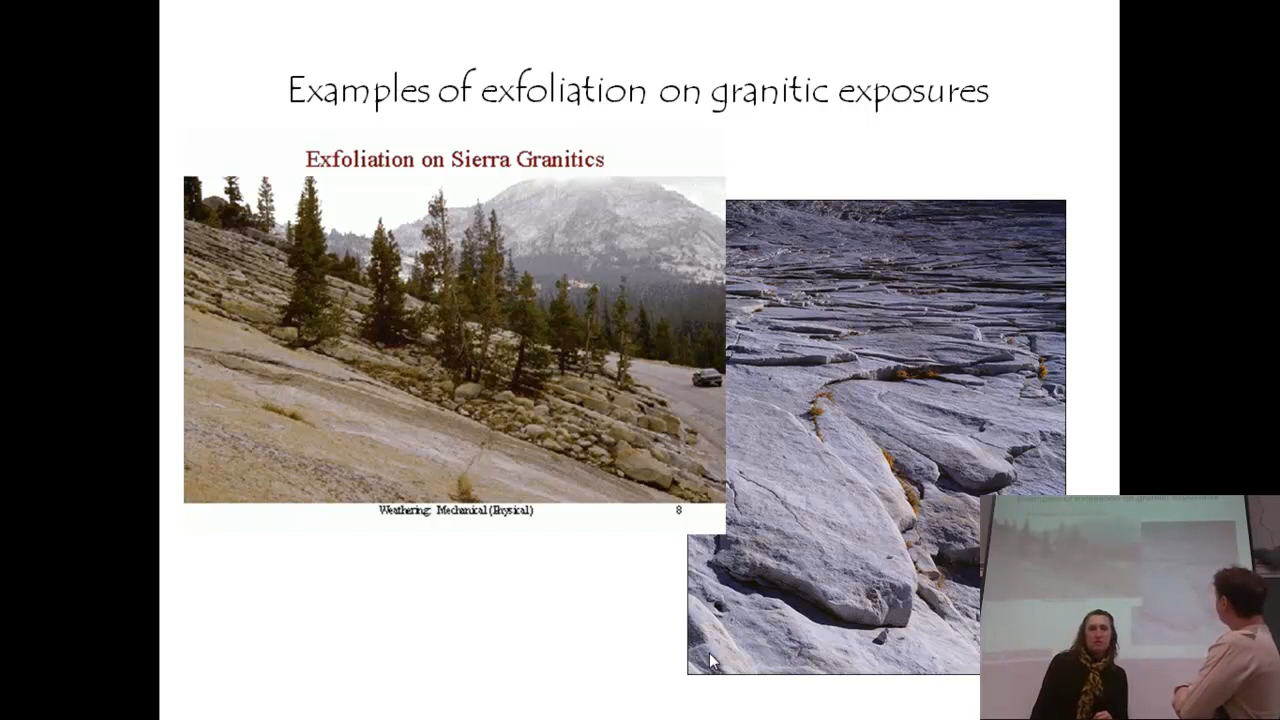 Examples of exfoliation on granitic exposures
Exfoliation on Sierra Granitics
Weathering: Mechanical (Physical)
8